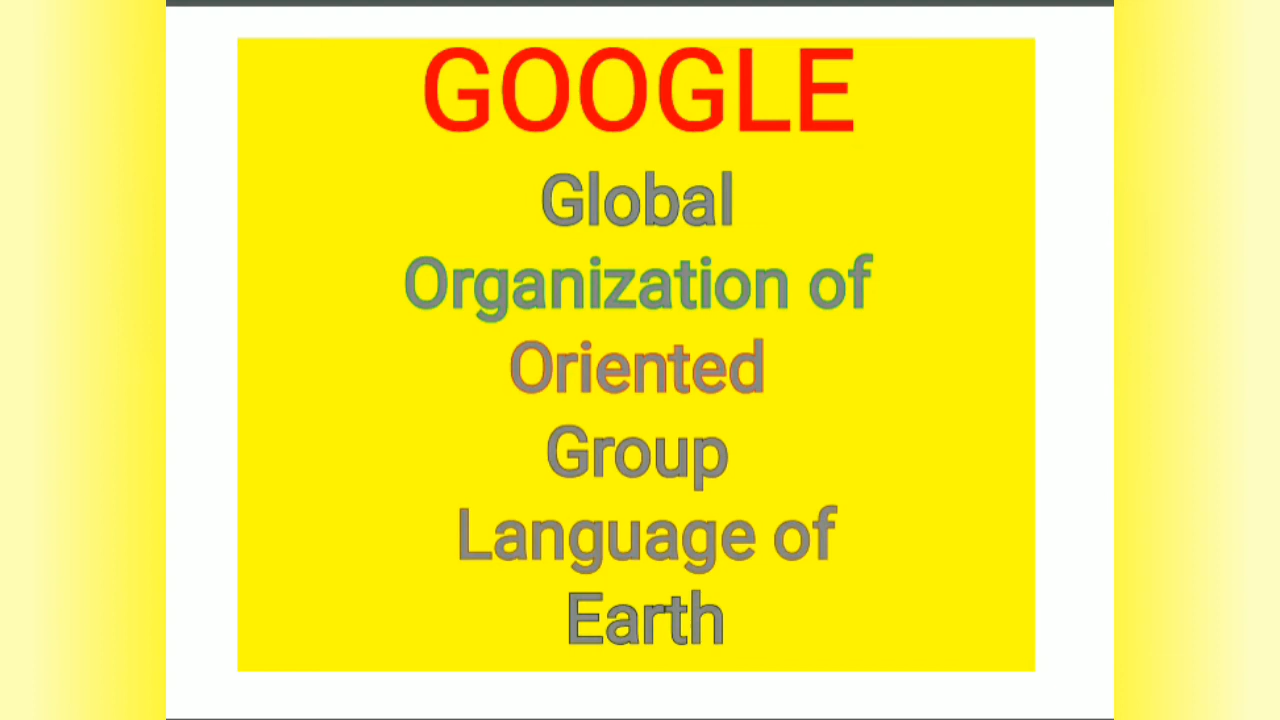 GOOGLE
Global
Organization of
Oriented
Group
Language of
Earth